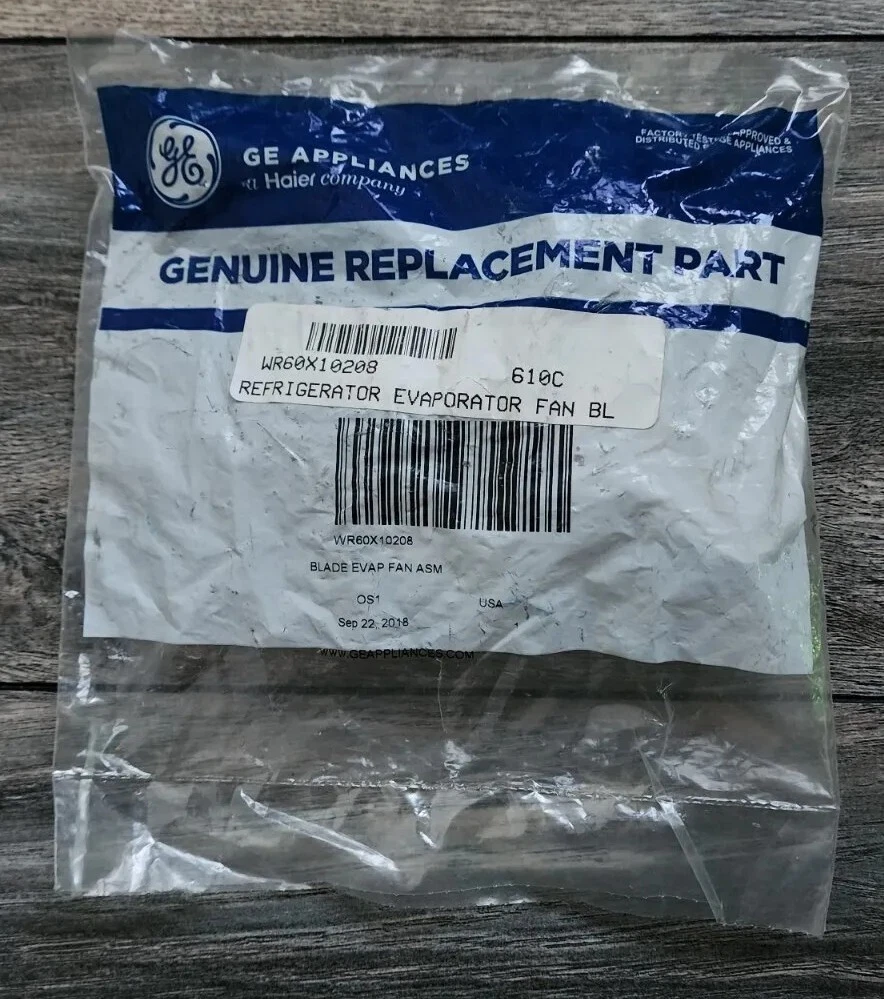 GE
GE APPLIANCES
a Haier company
FACTORY TESTED APPROVED &
DISTRIBUTED GE APPLIANCES
GENUINE REPLACEMENT PART
WR60X10208 610C
REFRIGERATOR EVAPORATOR FAN BL
WR60X10208
BLADE EVAP FAN ASM
OS1 USA
Sep 22, 2018
WWW.GEAPPLIANCES.COM